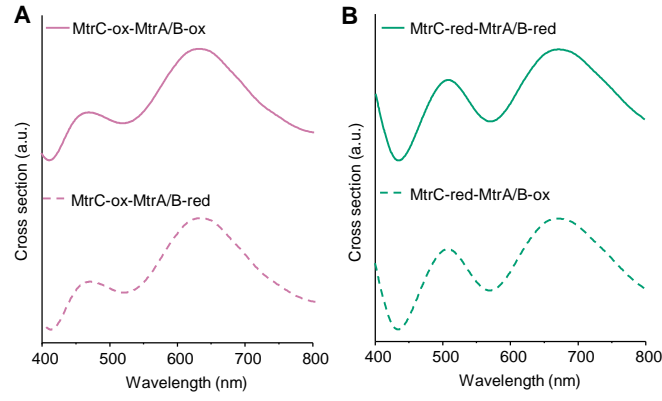 A
MtrC-ox-MtrA/B-ox
MtrC-ox-MtrA/B-red
Cross section (a.u.)
400 500 600 700 800
Wavelength (nm)
B
MtrC-red-MtrA/B-red
MtrC-red-MtrA/B-ox
Cross section (a.u.)
400 500 600 700 800
Wavelength (nm)